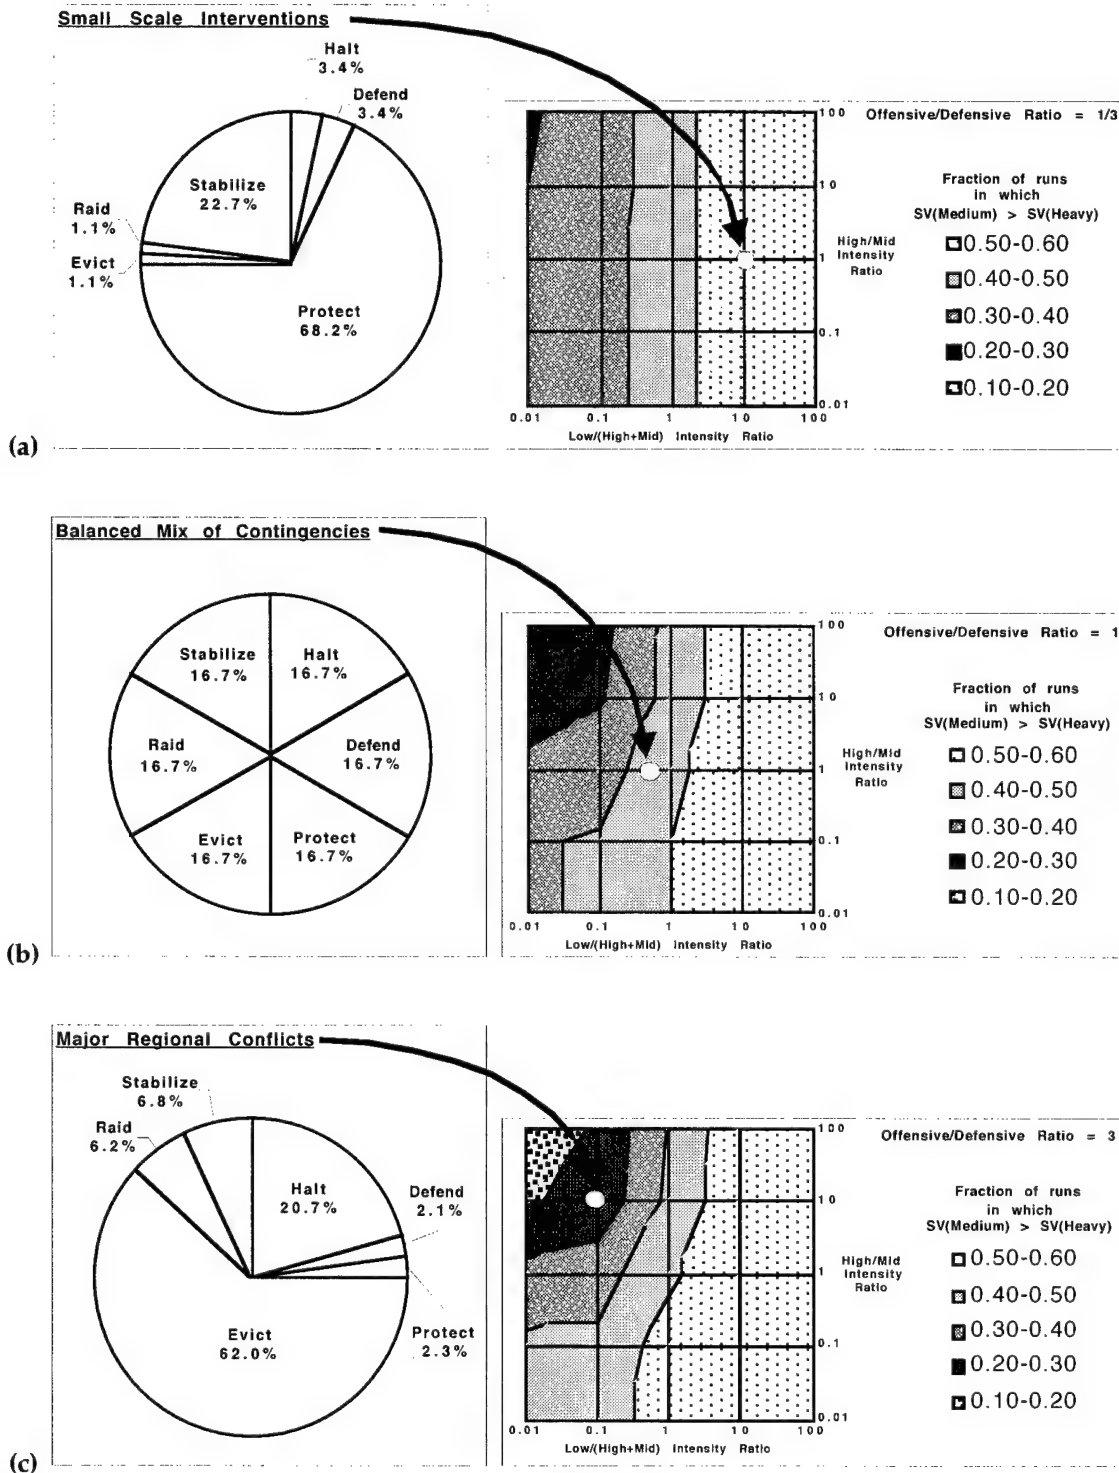 Small Scale Interventions
Halt
3.4%
Defend
3.4%
Stabilize
22.7%
Raid
1.1%
Evict
1.1%
Protect
68.2%
(a)
Offensive/Defensive Ratio = 1/3
100
10
1
0.1
0.01
High/Mid
Intensity
Ratio
0.01 0.1 1 10 100
Low/(High+Mid) Intensity Ratio
Fraction of runs
in which
SV(Medium) > SV(Heavy)
0.50-0.60
0.40-0.50
0.30-0.40
0.20-0.30
0.10-0.20
Balanced Mix of Contingencies
Stabilize
16.7%
Halt
16.7%
Raid
16.7%
Defend
16.7%
Evict
16.7%
Protect
16.7%
(b)
Offensive/Defensive Ratio = 1
100
10
1
0.1
0.01
High/Mid
Intensity
Ratio
0.01 0.1 1 10 100
Low/(High+Mid) Intensity Ratio
Fraction of runs
in which
SV(Medium) > SV(Heavy)
0.50-0.60
0.40-0.50
0.30-0.40
0.20-0.30
0.10-0.20
Major Regional Conflicts
Stabilize
6.8%
Raid
6.2%
Halt
20.7%
Defend
2.1%
Evict
62.0%
Protect
2.3%
(c)
Offensive/Defensive Ratio = 3
100
10
1
0.1
0.01
High/Mid
Intensity
Ratio
0.01 0.1 1 10 100
Low/(High+Mid) Intensity Ratio
Fraction of runs
in which
SV(Medium) > SV(Heavy)
0.50-0.60
0.40-0.50
0.30-0.40
0.20-0.30
0.10-0.20